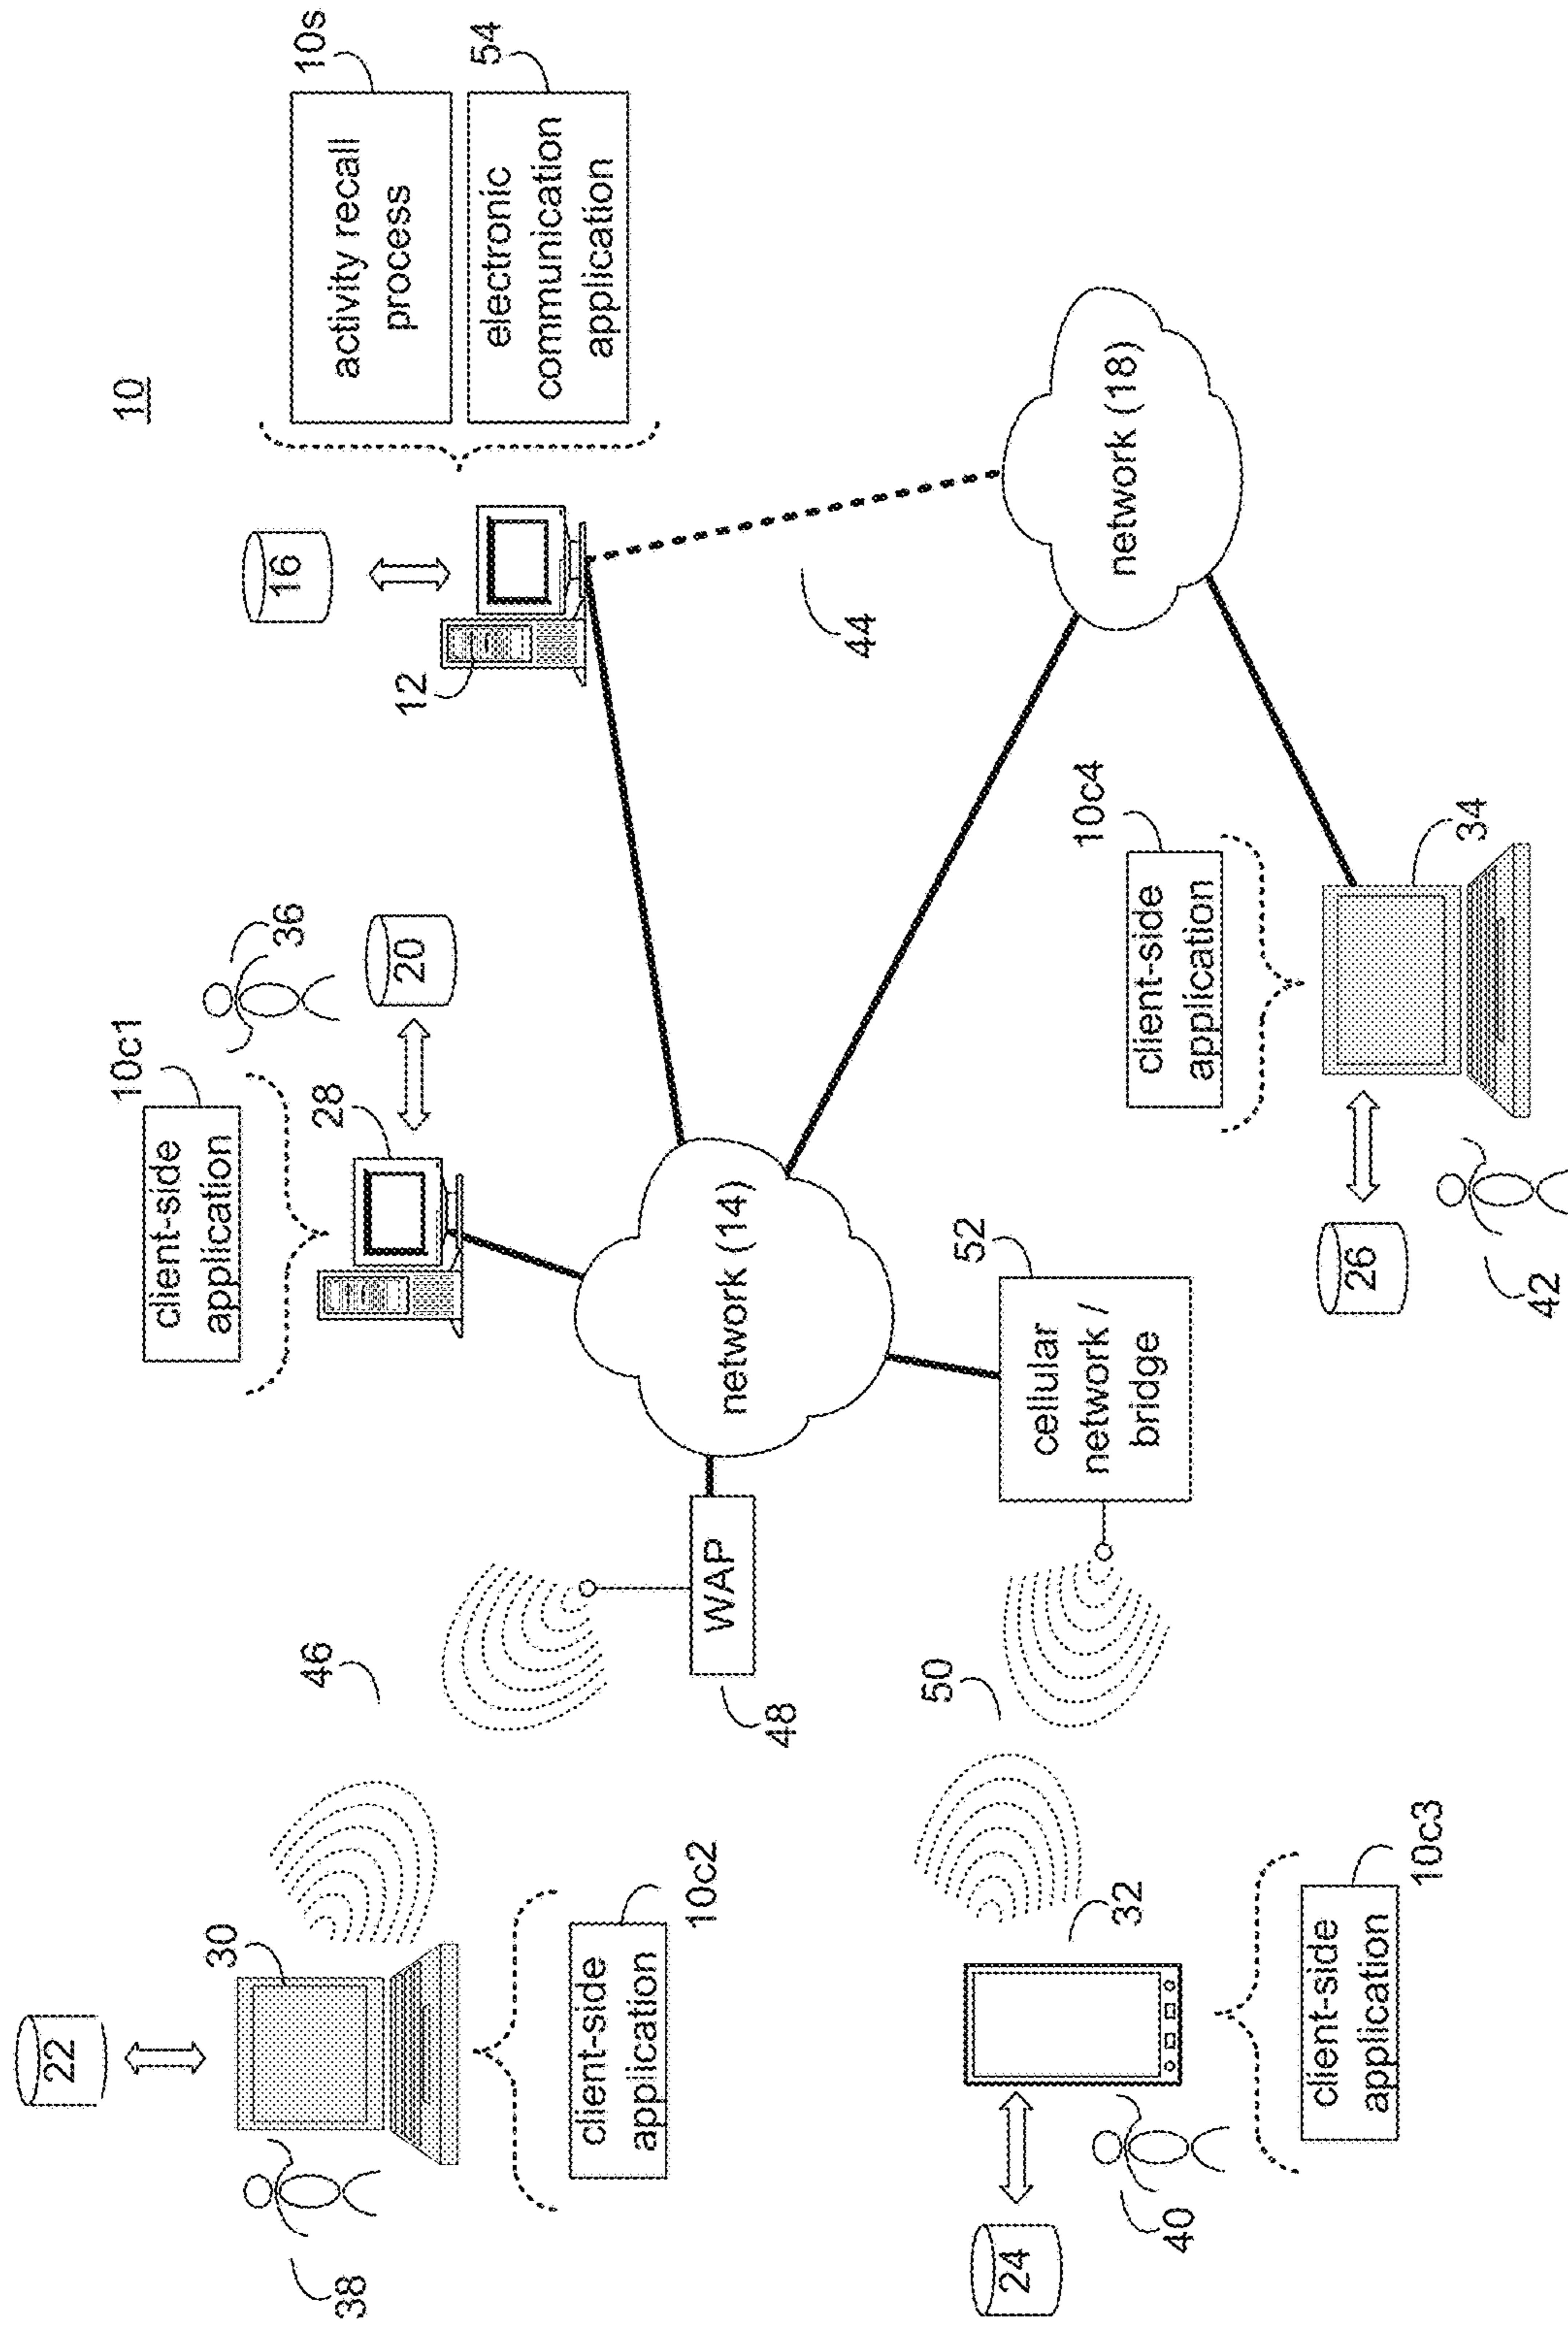 10
22
30
38
client-side
application
10c2
46
10c1
client-side
application
28
36
20
16
12
activity recall
process
10s
electronic
communication
application
54
WAP
48
network (14)
44
network (18)
50
cellular
network /
bridge
52
24
40
32
client-side
application
10c3
client-side
application
10c4
26
34
42